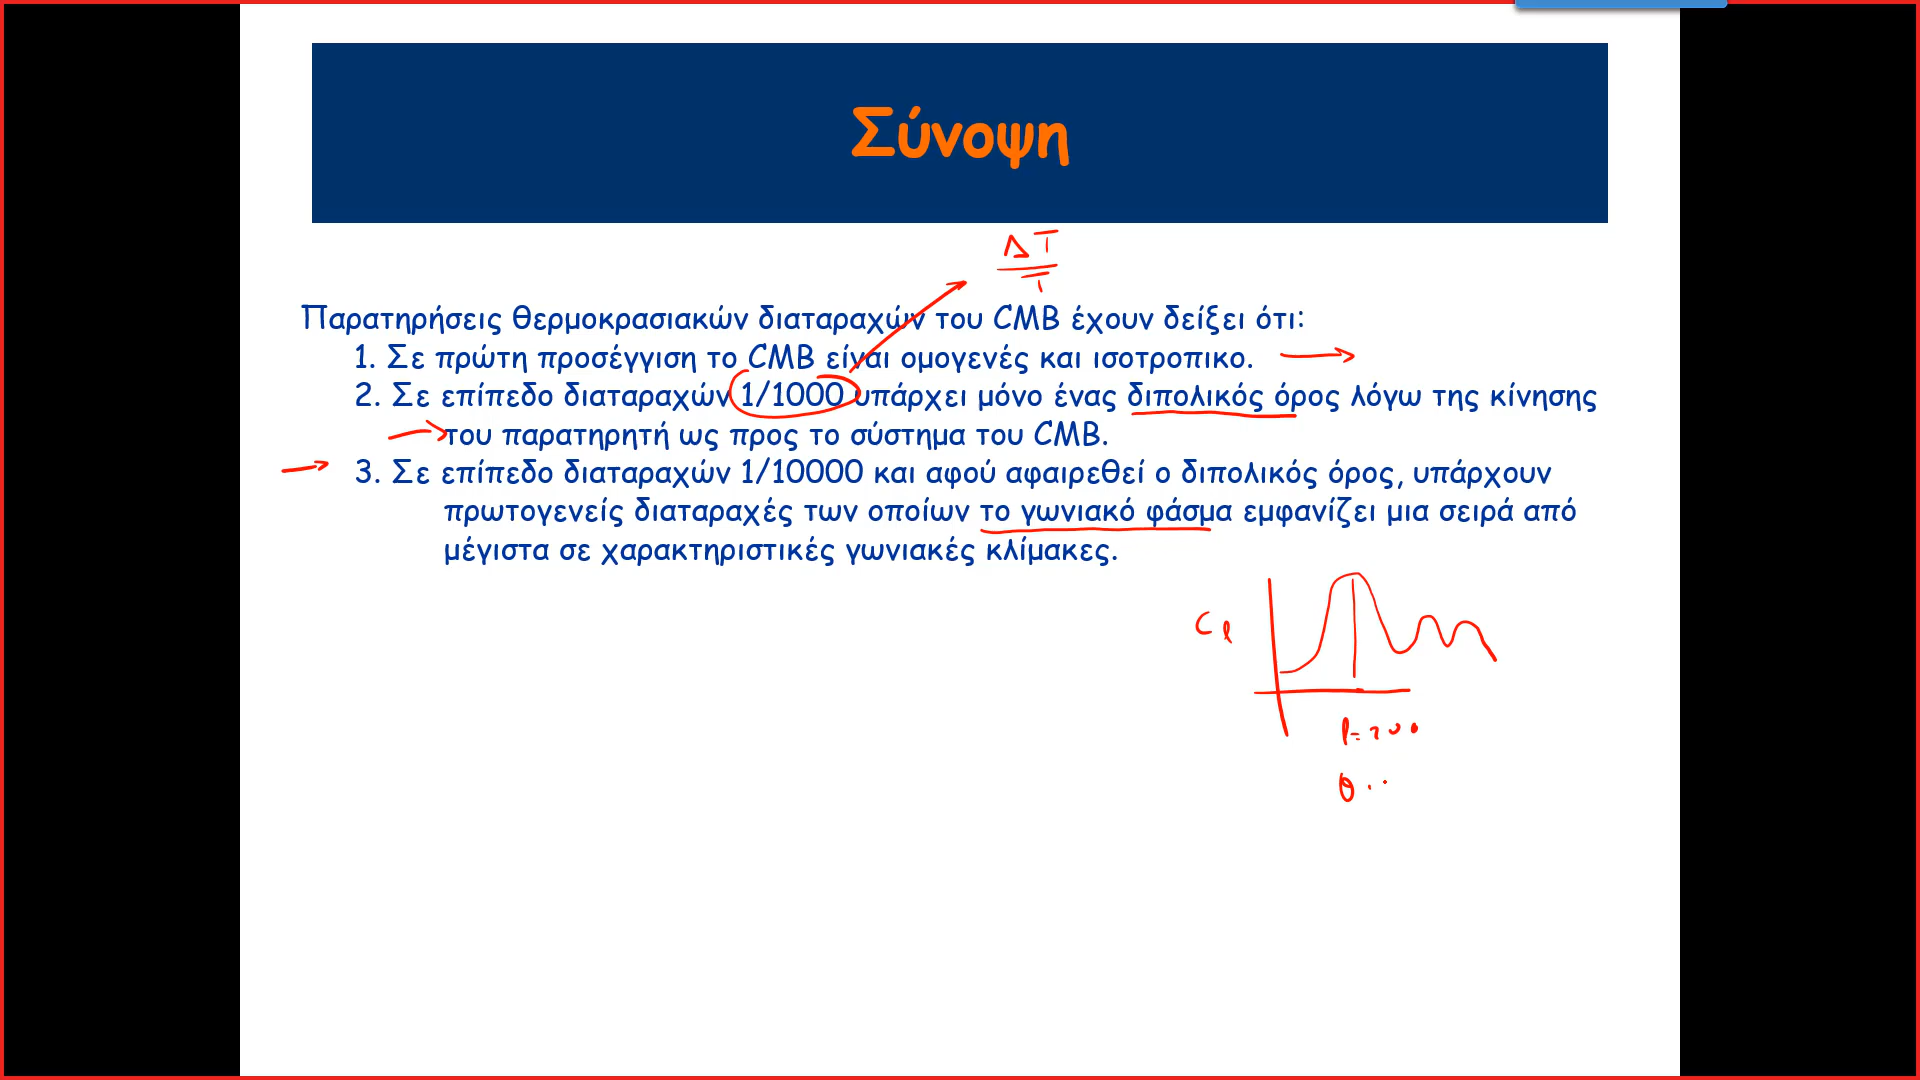 Σύνοψη
ΔΤ
Τ
Παρατηρήσεις θερμοκρασιακών διαταραχών του CMB έχουν δείξει ότι:
1. Σε πρώτη προσέγγιση το CMB είναι ομογενές και ισοτροπικο.
2. Σε επίπεδο διαταραχών 1/1000 υπάρχει μόνο ένας διπολικός όρος λόγω της κίνησης
του παρατηρητή ως προς το σύστημα του CMB.
3. Σε επίπεδο διαταραχών 1/10000 και αφού αφαιρεθεί ο διπολικός όρος, υπάρχουν
πρωτογενείς διαταραχές των οποίων το γωνιακό φάσμα εμφανίζει μια σειρά από
μέγιστα σε χαρακτηριστικές γωνιακές κλίμακες.
C l
l = 200
θ